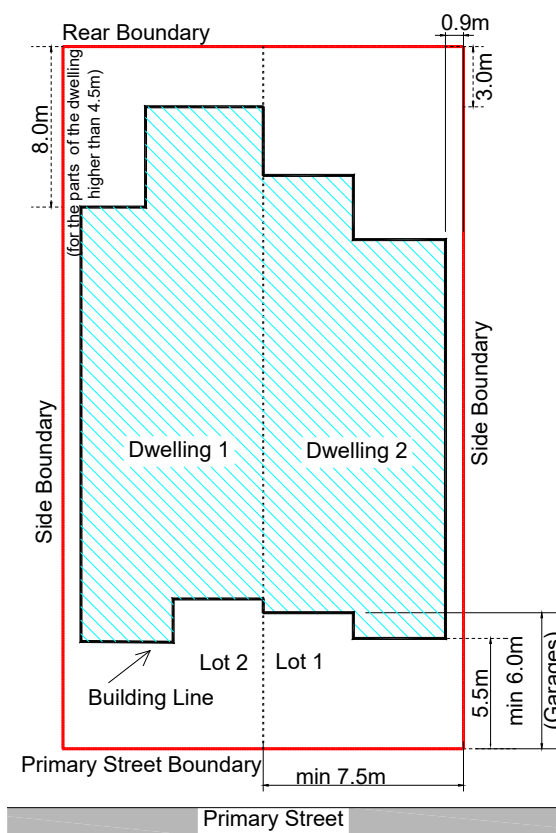 0.9m
Rear Boundary
8.0m
(for the parts of the dwelling
higher than 4.5m)
3.0m
Side Boundary
Side Boundary
Dwelling 1
Dwelling 2
Lot 2
Lot 1
Building Line
5.5m
min 6.0m
(Garages)
Primary Street Boundary
min 7.5m
Primary Street